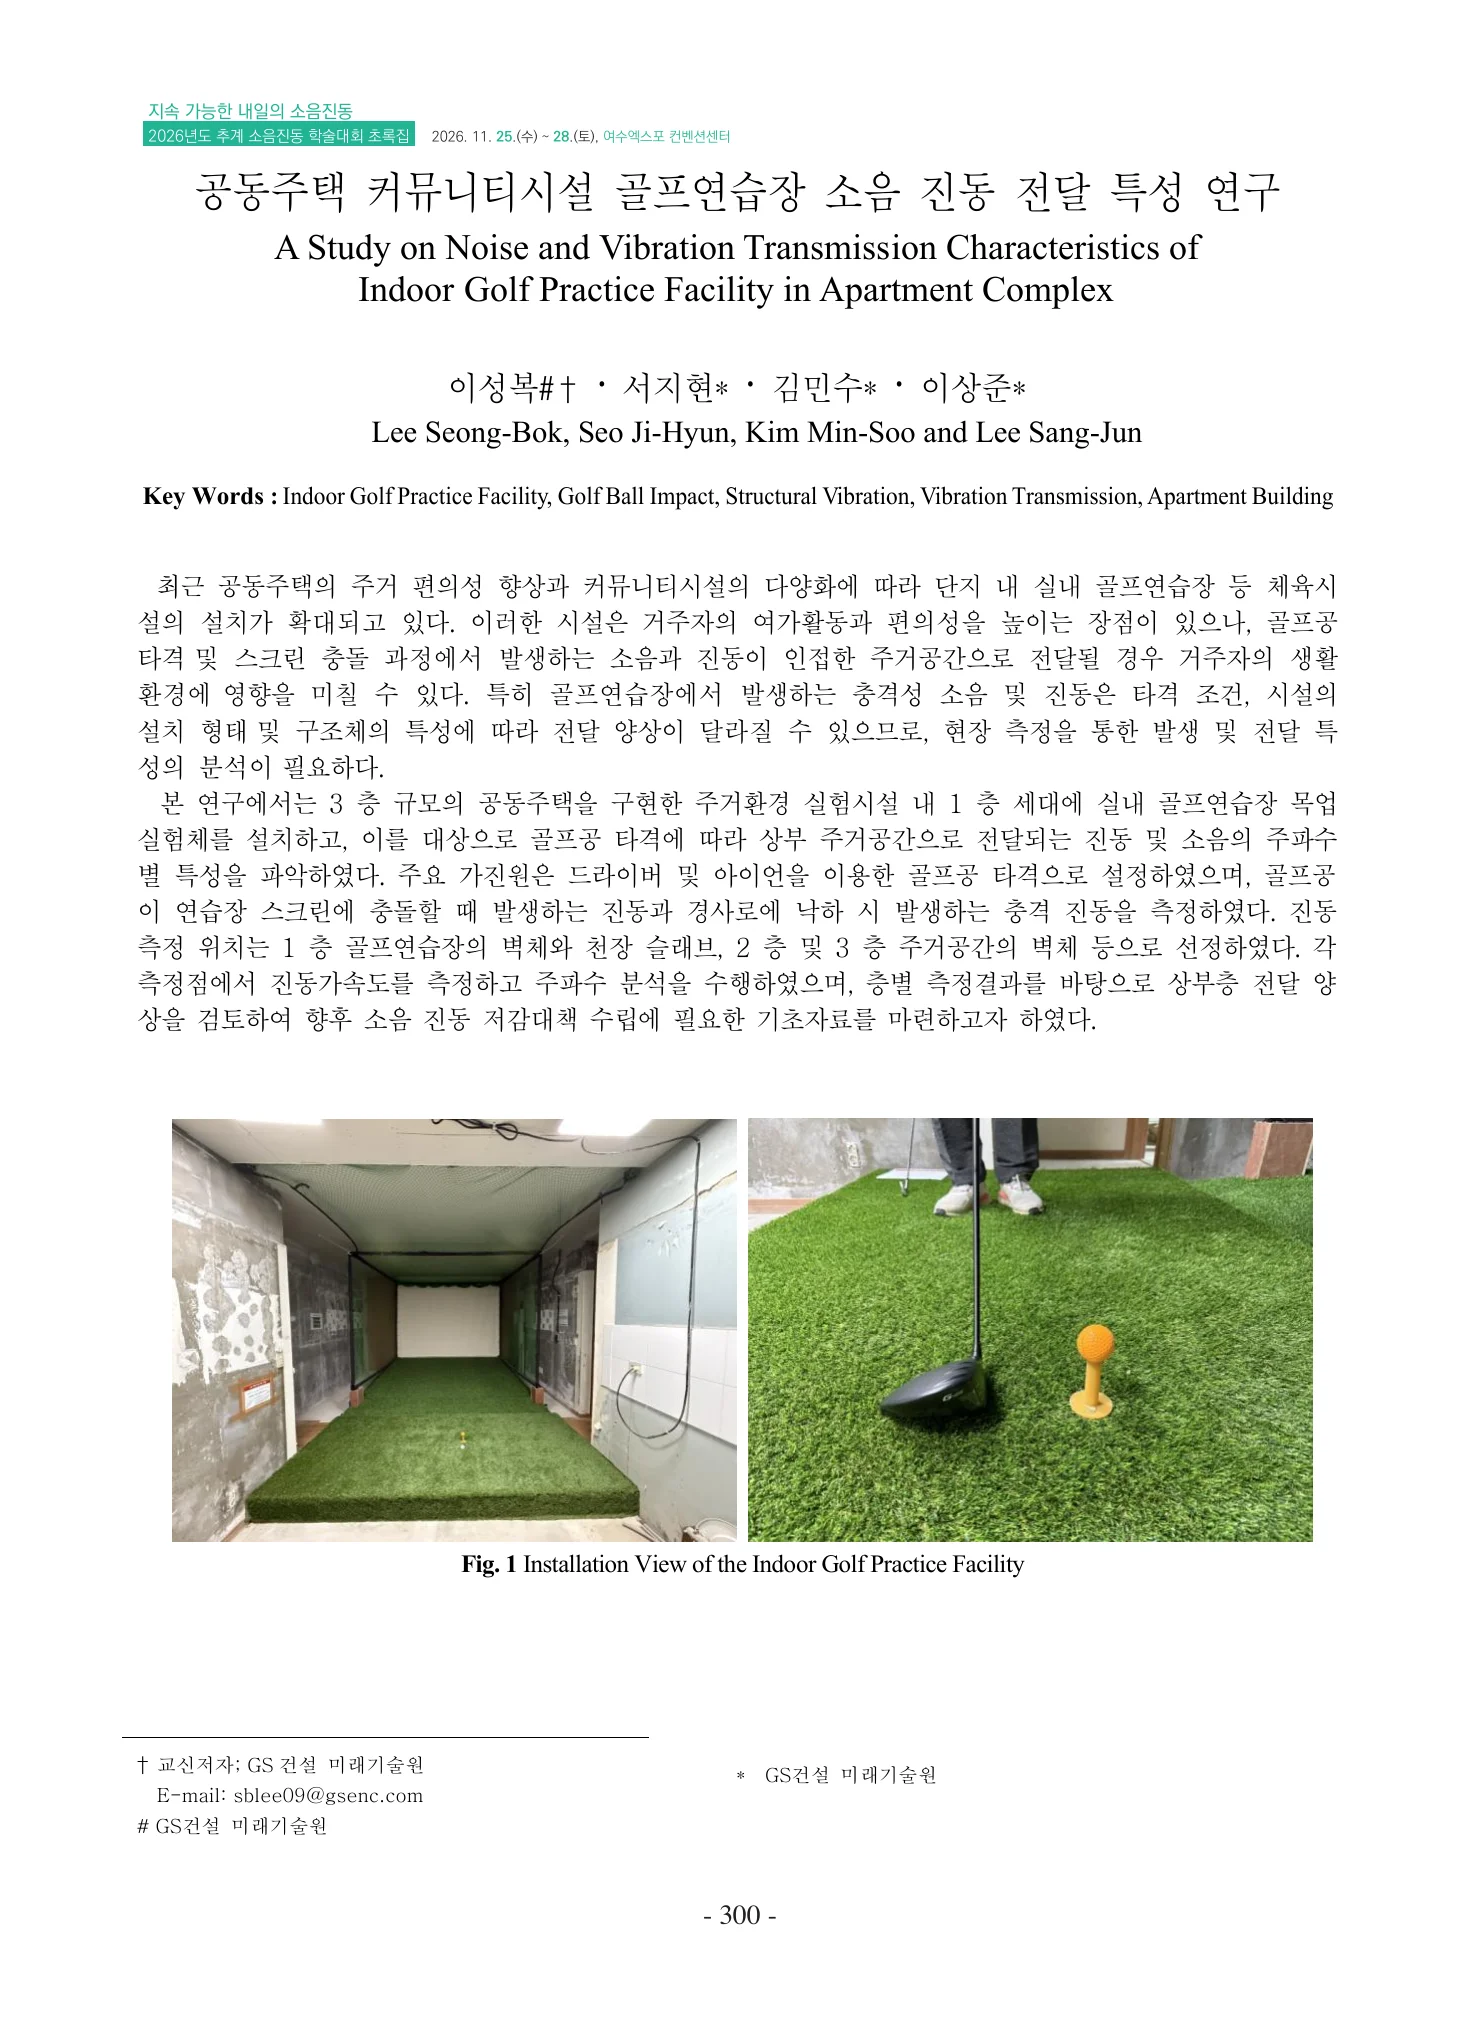 지속 가능한 내일의 소음진동
2026년도 추계 소음진동 학술대회 초록집 2026. 11. 25.(수) ~ 28.(토), 여수엑스포 컨벤션센터
공동주택 커뮤니티시설 골프연습장 소음 진동 전달 특성 연구
A Study on Noise and Vibration Transmission Characteristics of
Indoor Golf Practice Facility in Apartment Complex
이성복#† · 서지현* · 김민수* · 이상준*
Lee Seong-Bok, Seo Ji-Hyun, Kim Min-Soo and Lee Sang-Jun
Key Words : Indoor Golf Practice Facility, Golf Ball Impact, Structural Vibration, Vibration Transmission, Apartment Building
최근 공동주택의 주거 편의성 향상과 커뮤니티시설의 다양화에 따라 단지 내 실내 골프연습장 등 체육시
설의 설치가 확대되고 있다. 이러한 시설은 거주자의 여가활동과 편의성을 높이는 장점이 있으나, 골프공
타격 및 스크린 충돌 과정에서 발생하는 소음과 진동이 인접한 주거공간으로 전달될 경우 거주자의 생활
환경에 영향을 미칠 수 있다. 특히 골프연습장에서 발생하는 충격성 소음 및 진동은 타격 조건, 시설의
설치 형태 및 구조체의 특성에 따라 전달 양상이 달라질 수 있으므로, 현장 측정을 통한 발생 및 전달 특
성의 분석이 필요하다.
본 연구에서는 3 층 규모의 공동주택을 구현한 주거환경 실험시설 내 1 층 세대에 실내 골프연습장 목업
실험체를 설치하고, 이를 대상으로 골프공 타격에 따라 상부 주거공간으로 전달되는 진동 및 소음의 주파수
별 특성을 파악하였다. 주요 가진원은 드라이버 및 아이언을 이용한 골프공 타격으로 설정하였으며, 골프공
이 연습장 스크린에 충돌할 때 발생하는 진동과 경사로에 낙하 시 발생하는 충격 진동을 측정하였다. 진동
측정 위치는 1 층 골프연습장의 벽체와 천장 슬래브, 2 층 및 3 층 주거공간의 벽체 등으로 선정하였다. 각
측정점에서 진동가속도를 측정하고 주파수 분석을 수행하였으며, 층별 측정결과를 바탕으로 상부층 전달 양
상을 검토하여 향후 소음 진동 저감대책 수립에 필요한 기초자료를 마련하고자 하였다.
Fig. 1 Installation View of the Indoor Golf Practice Facility
† 교신저자; GS 건설 미래기술원
E-mail: sblee09@gsenc.com
# GS건설 미래기술원
* GS건설 미래기술원
- 300 -